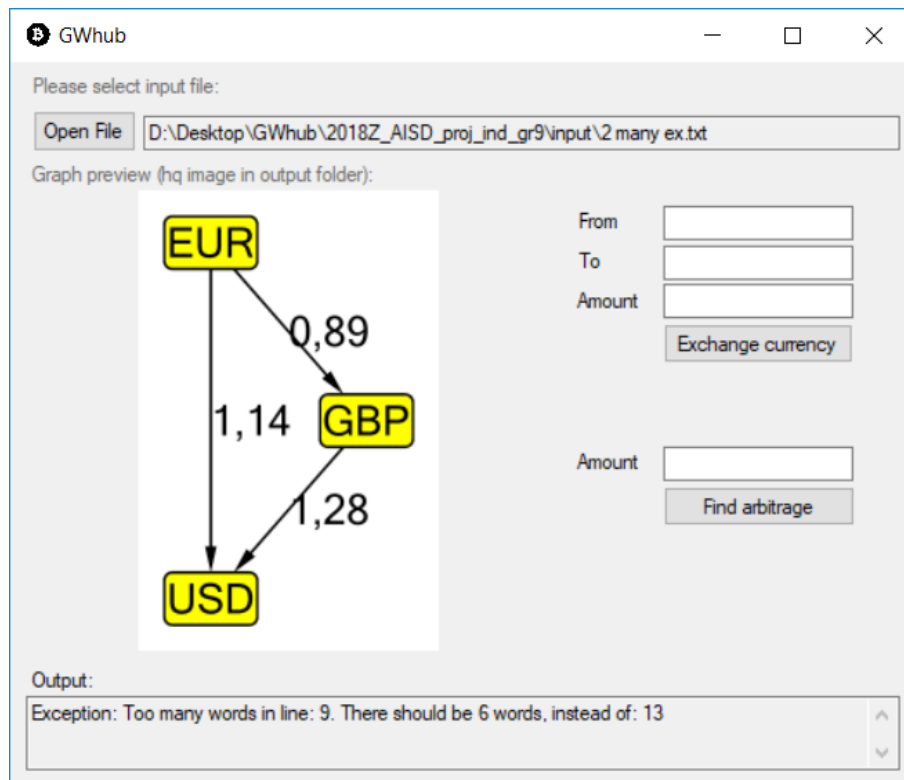 GWhub
Please select input file:
Open File D:\Desktop\GWhub\2018Z_AISD_proj_ind_gr9\input\2 many ex.txt
Graph preview (hq image in output folder):
EUR
0,89
1,14
GBP
1,28
USD
From
To
Amount
Exchange currency
Amount
Find arbitrage
Output:
Exception: Too many words in line: 9. There should be 6 words, instead of: 13